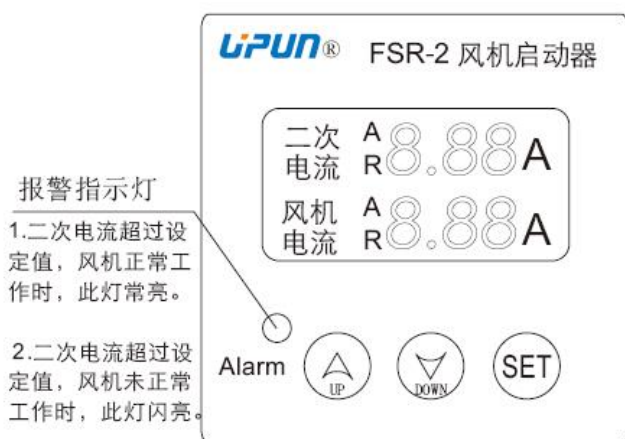 UPUN® FSR-2 风机启动器
二次 A 8.88 A
电流 R
风机 A 8.88 A
电流 R
报警指示灯
1.二次电流超过设
定值，风机正常工
作时，此灯常亮。
2.二次电流超过设
定值，风机未正常
工作时，此灯闪亮。
Alarm
UP
DOWN
SET